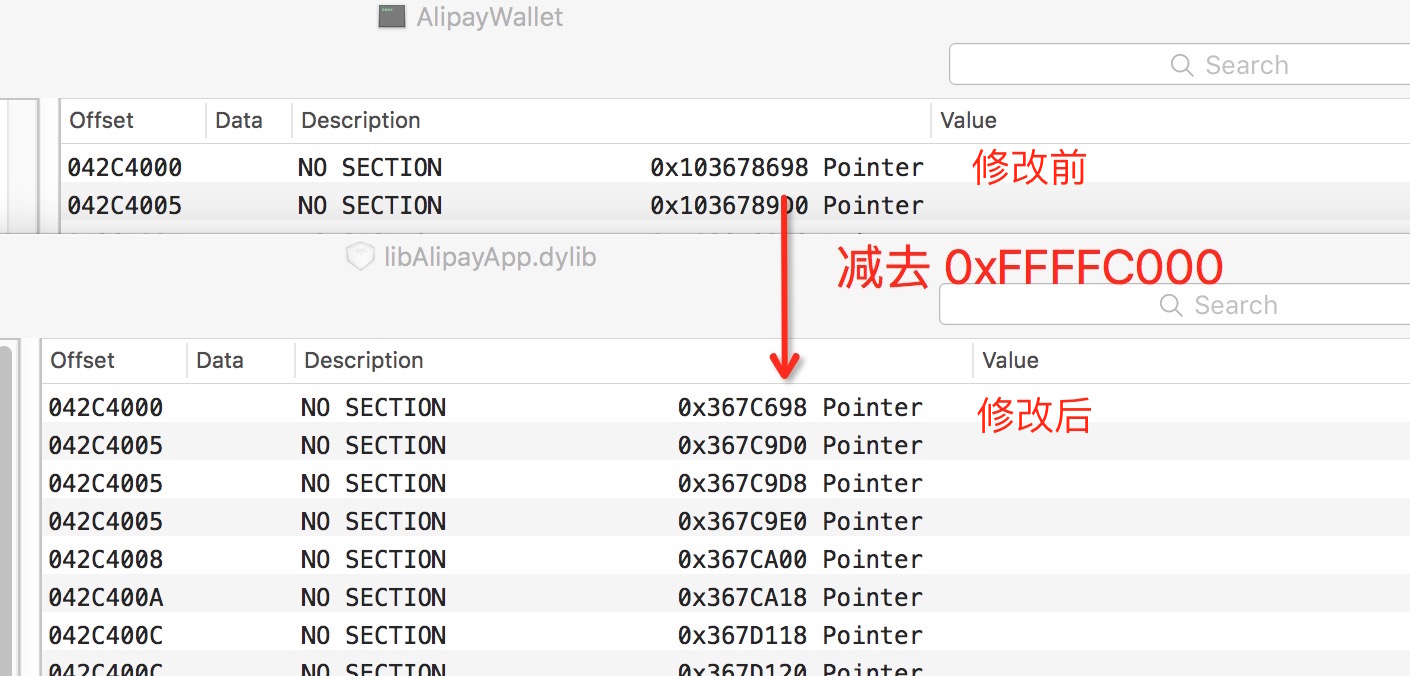 AlipayWallet
Search
Offset Data Description Value
042C4000 NO SECTION 0x103678698 Pointer 修改前
042C4005 NO SECTION 0x1036789D0 Pointer
libAlipayApp.dylib
减去 0xFFFFC000
Search
Offset Data Description Value
042C4000 NO SECTION 0x367C698 Pointer 修改后
042C4005 NO SECTION 0x367C9D0 Pointer
042C4005 NO SECTION 0x367C9D8 Pointer
042C4005 NO SECTION 0x367C9E0 Pointer
042C4008 NO SECTION 0x367CA00 Pointer
042C400A NO SECTION 0x367CA18 Pointer
042C400C NO SECTION 0x367D118 Pointer
042C400C NO SECTION 0x367D120 Pointer